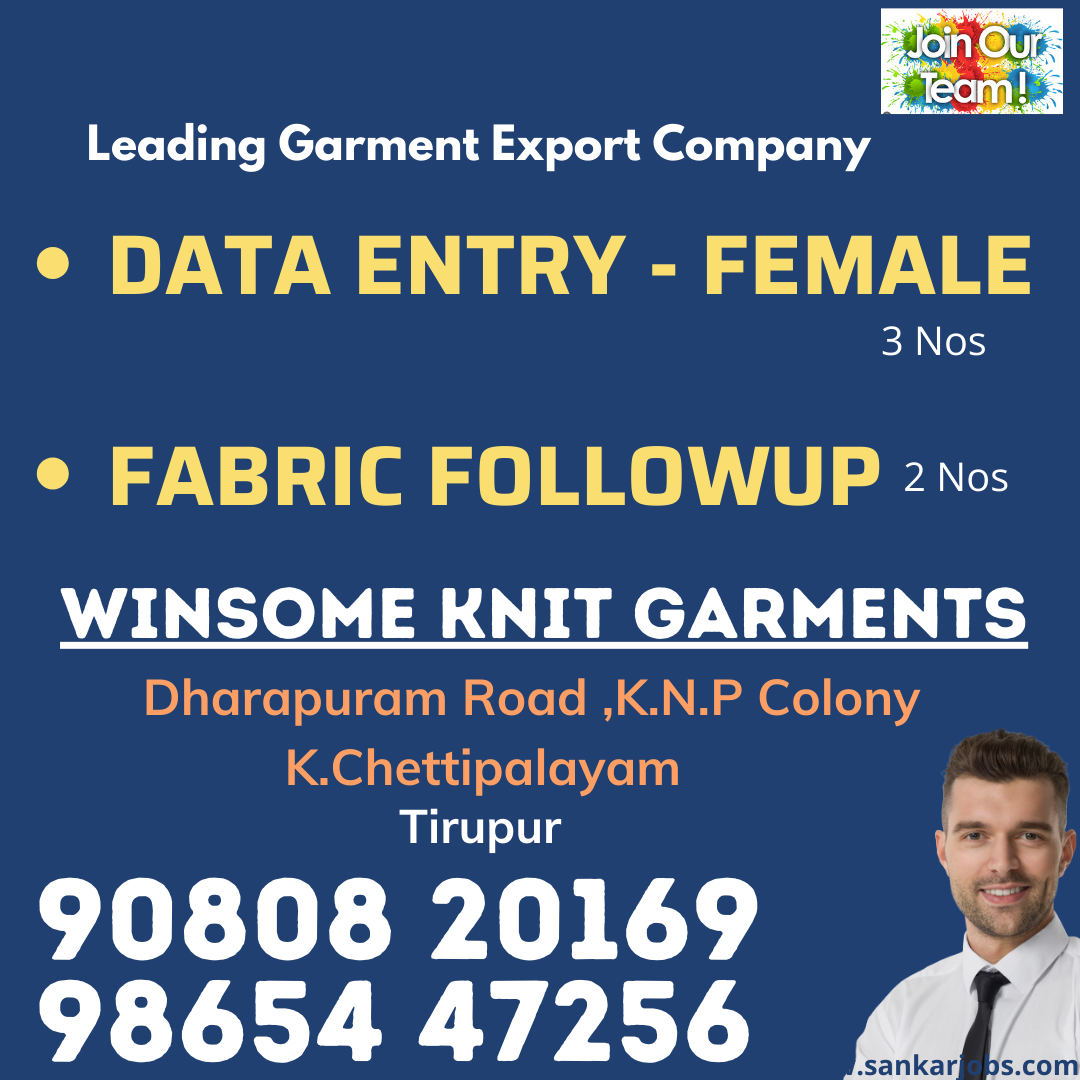 Join Our
Team !
Leading Garment Export Company
• DATA ENTRY - FEMALE
3 Nos
• FABRIC FOLLOWUP 2 Nos
WINSOME KNIT GARMENTS
Dharapuram Road ,K.N.P Colony
K.Chettipalayam
Tirupur
90808 20169
98654 47256
.sankarjobs.com